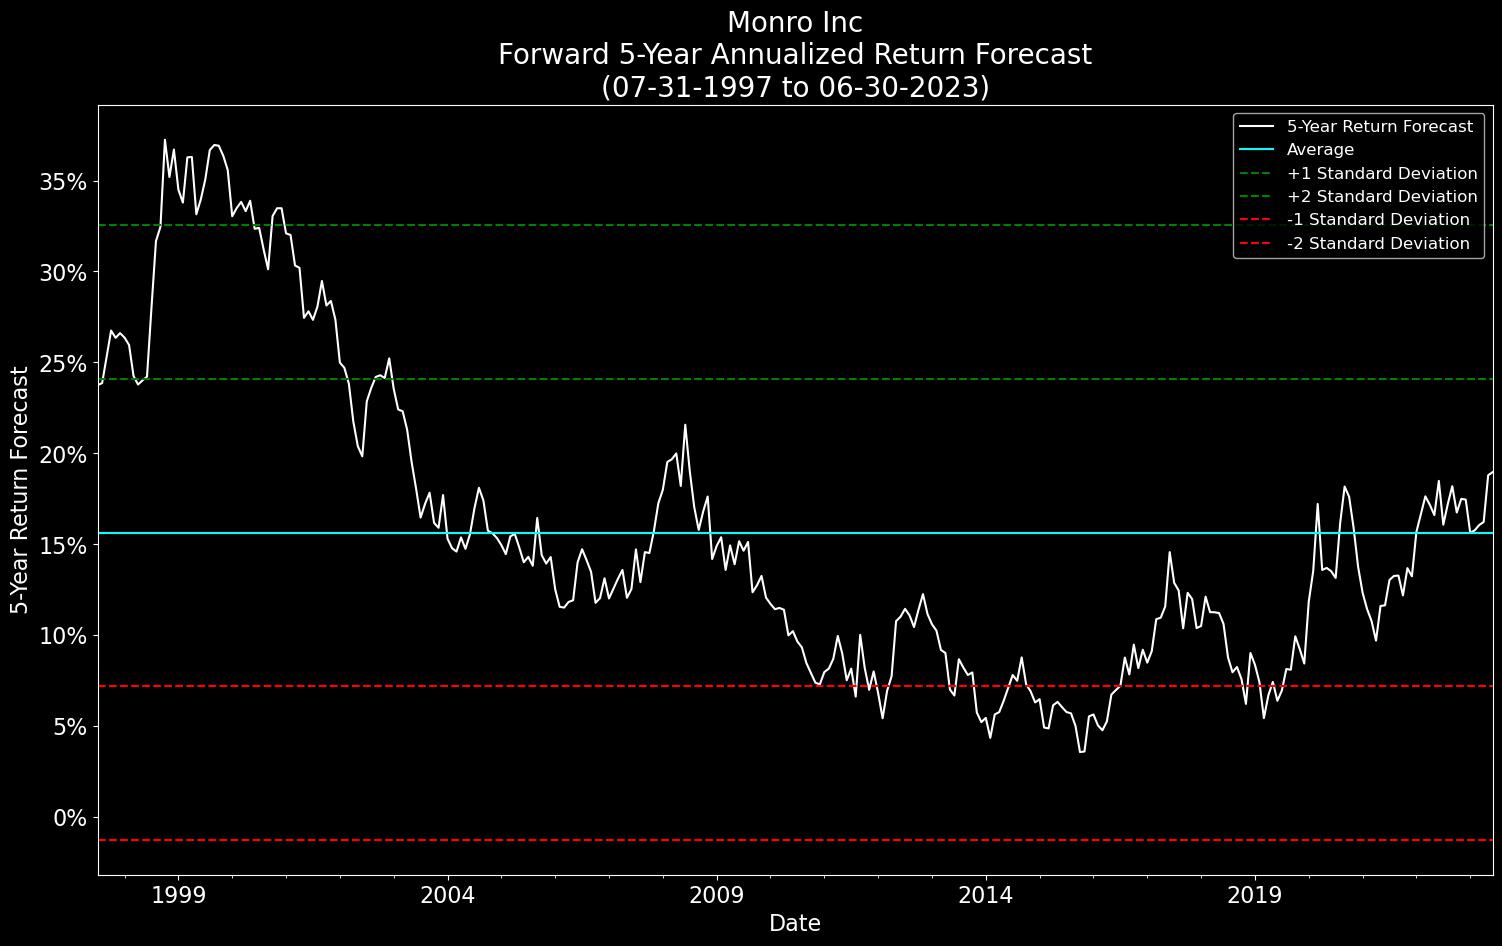 Monro Inc
Forward 5-Year Annualized Return Forecast
(07-31-1997 to 06-30-2023)
5-Year Return Forecast
Average
+1 Standard Deviation
+2 Standard Deviation
-1 Standard Deviation
-2 Standard Deviation
35%
30%
25%
20%
15%
10%
5%
0%
5-Year Return Forecast
1999
2004
2009
2014
2019
Date